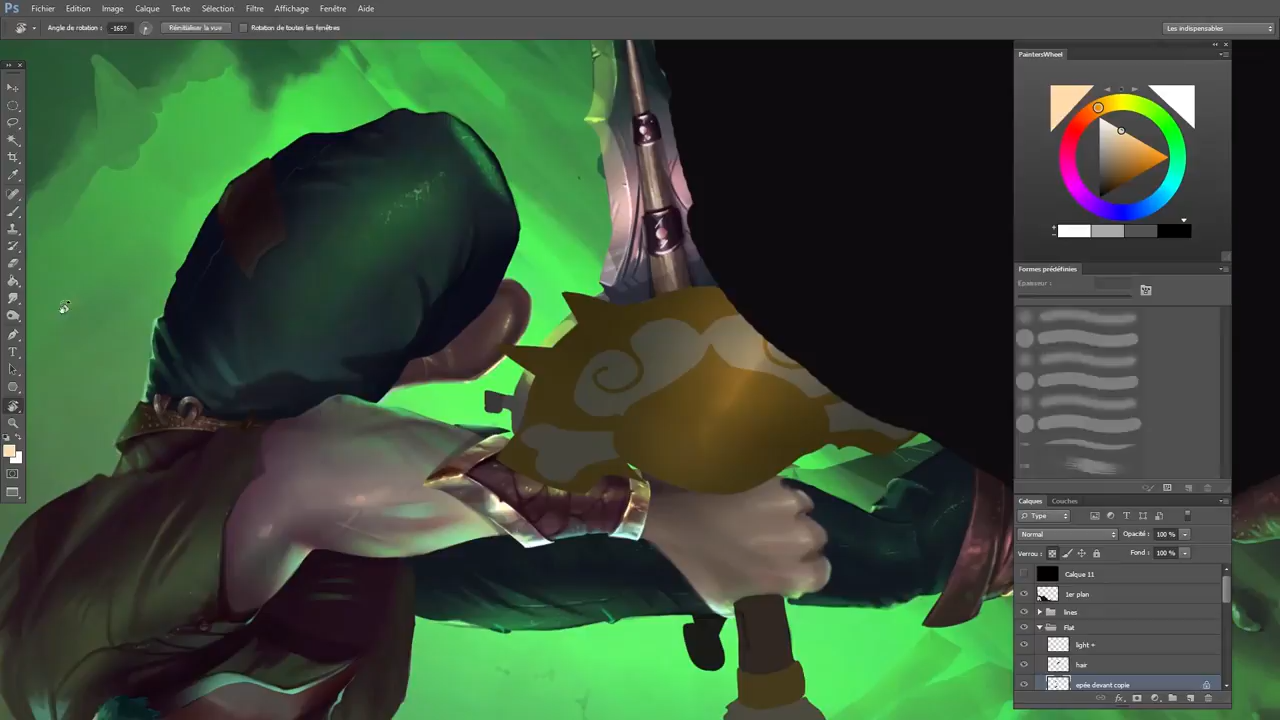 Ps Fichier Edition Image Calque Texte Sélection Filtre Affichage Fenêtre Aide
Angle de rotation : -165° Réinitialiser la vue Rotation de toutes les fenêtres Les indispensables
PaintersWheel
Formes prédéfinies
Epaisseur :
Calques Couches
Type
Normal Opacité : 100 %
Verrou : Fond : 100 %
Calque 11
1er plan
lines
Flat
light +
hair
epée devant copie